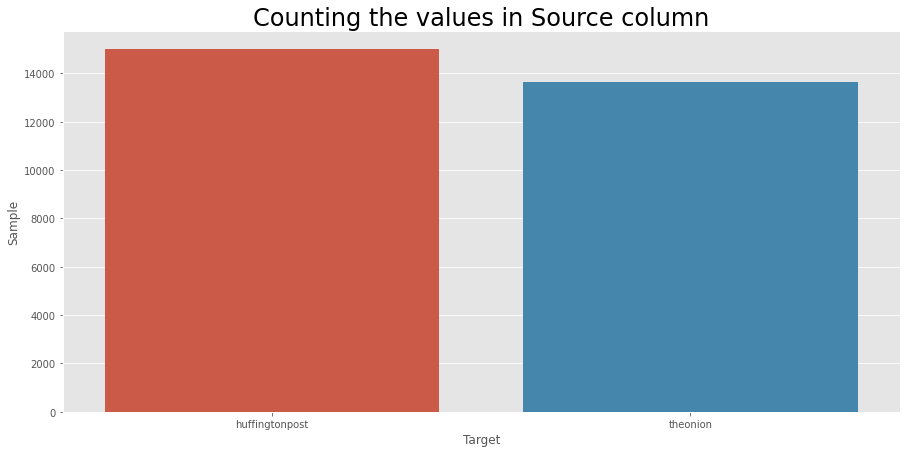 Counting the values in Source column
14000
12000
10000
8000
6000
4000
2000
0
Sample
huffingtonpost
theonion
Target